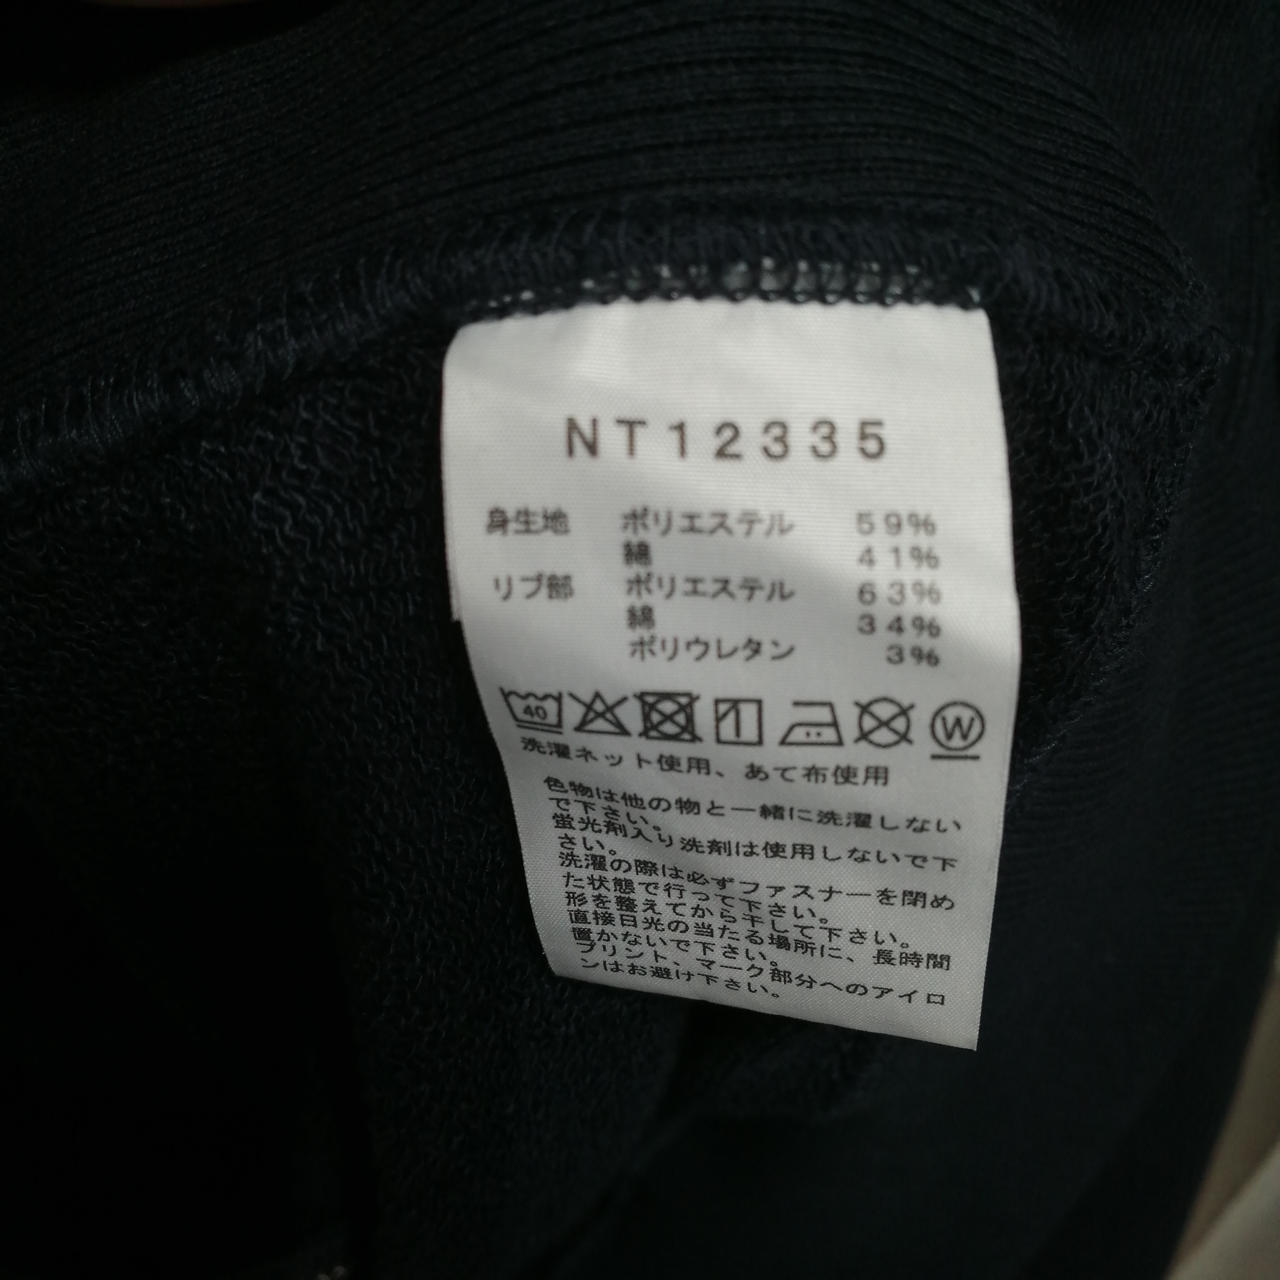 NT12335
身生地 ポリエステル 59%
綿 41%
リブ部 ポリエステル 63%
綿 34%
ポリウレタン 3%
40 W
洗濯ネット使用、あて布使用
色物は他の物と一緒に洗濯しない
で下さい。
蛍光剤入り洗剤は使用しないで下
さい。
洗濯の際は必ずファスナーを閉め
た状態で行って下さい。
形を整えてから干して下さい。
直接日光の当たる場所に、長時間
置かないで下さい。
プリント、マーク部分へのアイロ
ンはお避け下さい。